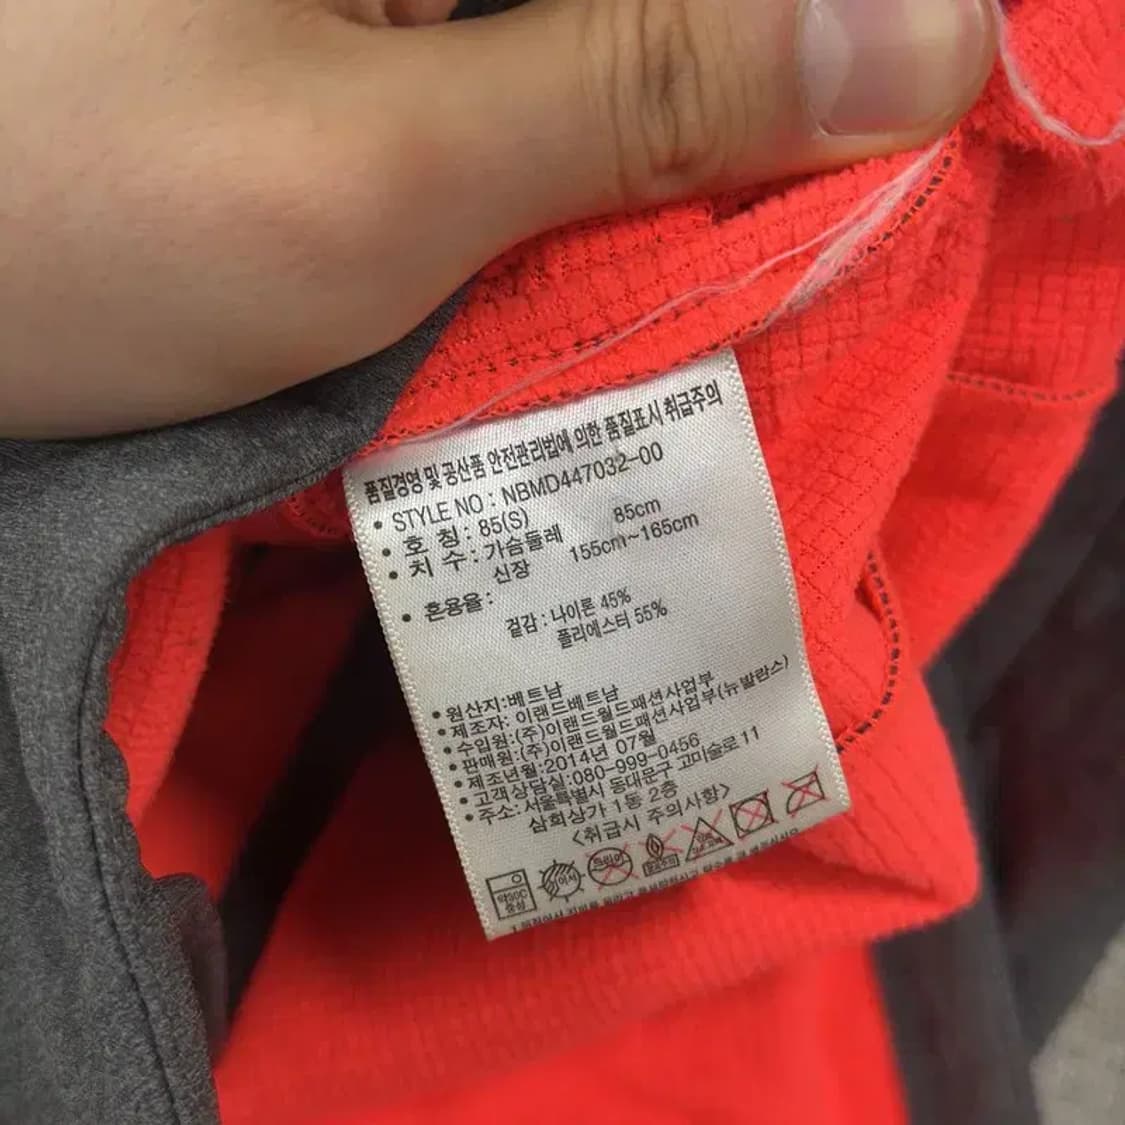 품질경영 및 공산품 안전관리법에 의한 품질표시 취급주의
• STYLE NO : NBMD447032-00
• 호 칭 : 85(S)
• 치 수 : 가슴둘레 85cm
신장 155cm~165cm
• 혼용율 :
겉감 : 나이론 45%
폴리에스터 55%
• 원산지:베트남
• 제조자: 이랜드베트남
• 수입원:(주)이랜드월드패션사업부
• 판매원:(주)이랜드월드패션사업부(뉴발란스)
• 제조년월:2014년 07월
• 고객상담실:080-999-0456
• 주소: 서울특별시 동대문구 고미술로11
삼희상가 1동 2층
<취급시 주의사항>
약30℃
중성
드라이